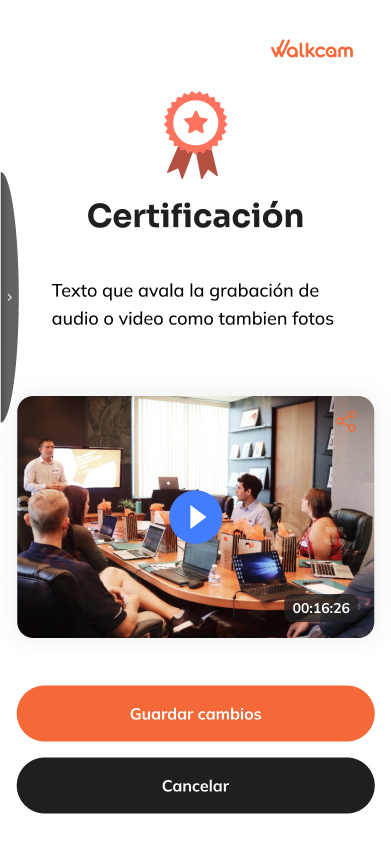 Walkcam
Certificación
Texto que avala la grabación de
audio o video como tambien fotos
00:16:26
Guardar cambios
Cancelar